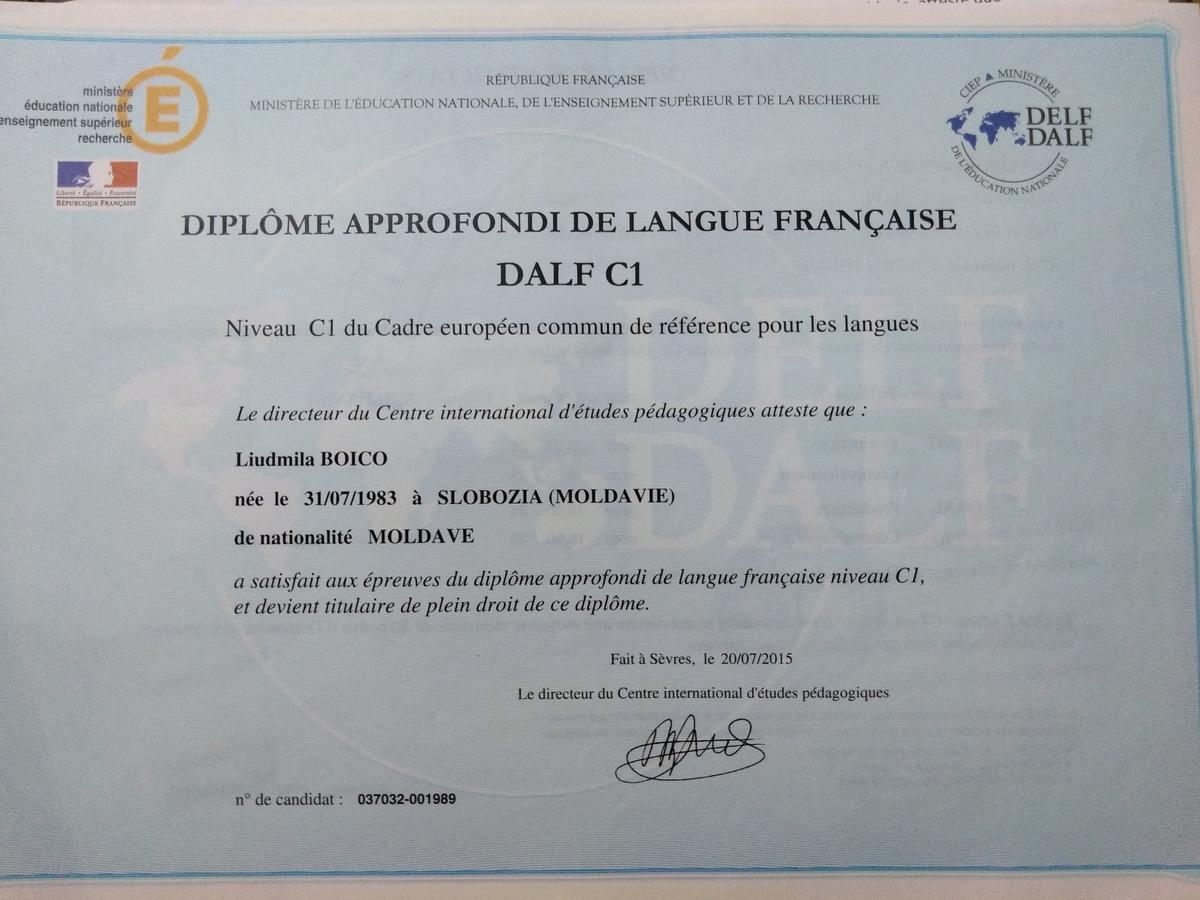 ministère
éducation nationale
enseignement supérieur
recherche
É
Liberté • Égalité • Fraternité
RÉPUBLIQUE FRANÇAISE
RÉPUBLIQUE FRANÇAISE
MINISTÈRE DE L'ÉDUCATION NATIONALE, DE L'ENSEIGNEMENT SUPÉRIEUR ET DE LA RECHERCHE
CIEP ▲ MINISTÈRE
DELF
DALF
DE L'ÉDUCATION NATIONALE
DIPLÔME APPROFONDI DE LANGUE FRANÇAISE
DALF C1
Niveau C1 du Cadre européen commun de référence pour les langues
DELF
DALF
Le directeur du Centre international d'études pédagogiques atteste que :
Liudmila BOICO
née le 31/07/1983 à SLOBOZIA (MOLDAVIE)
de nationalité MOLDAVE
a satisfait aux épreuves du diplôme approfondi de langue française niveau C1,
et devient titulaire de plein droit de ce diplôme.
Fait à Sèvres, le 20/07/2015
Le directeur du Centre international d'études pédagogiques
n° de candidat : 037032-001989